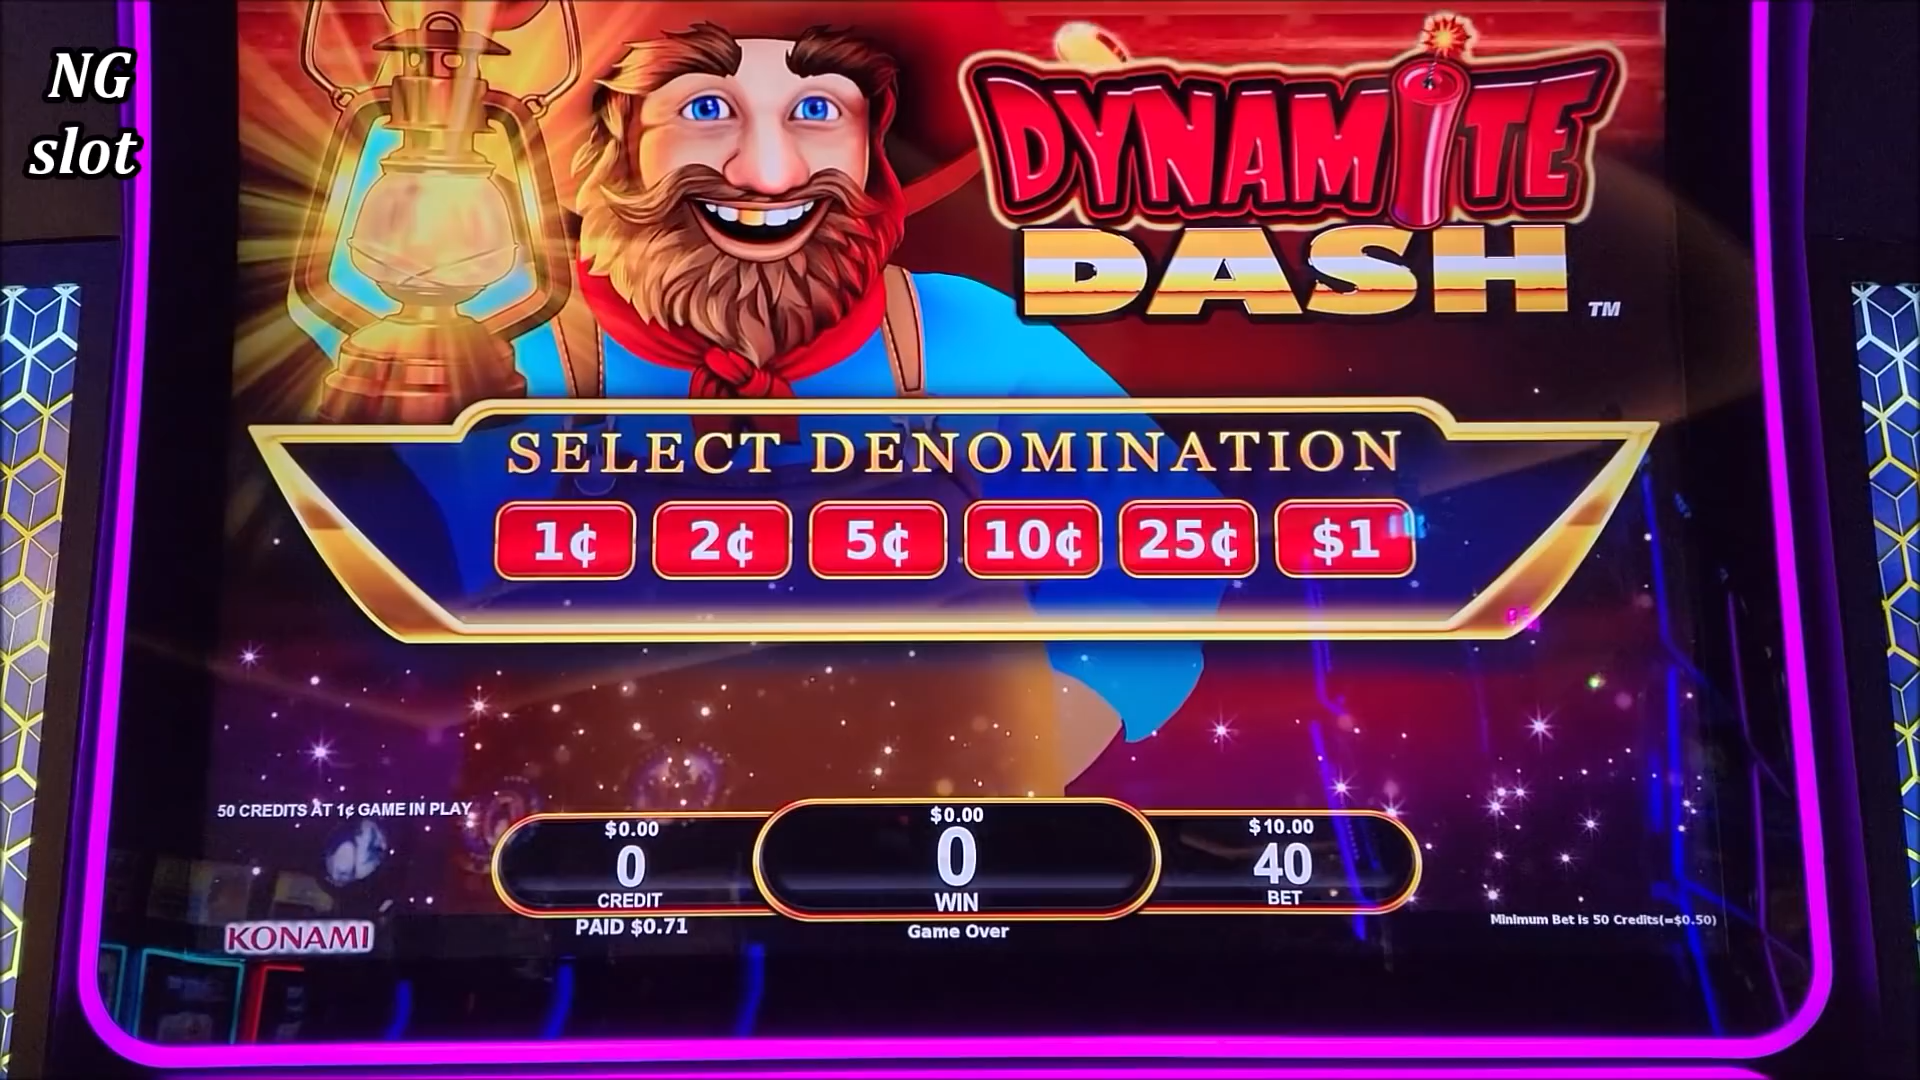 NG
slot
DYNAMITE
DASH
TM
SELECT DENOMINATION
1¢ 2¢ 5¢ 10¢ 25¢ $1
50 CREDITS AT 1¢ GAME IN PLAY
$0.00
0
CREDIT
PAID $0.71
$0.00
0
WIN
Game Over
$10.00
40
BET
Minimum Bet is 50 Credits(=$0.50)
KONAMI